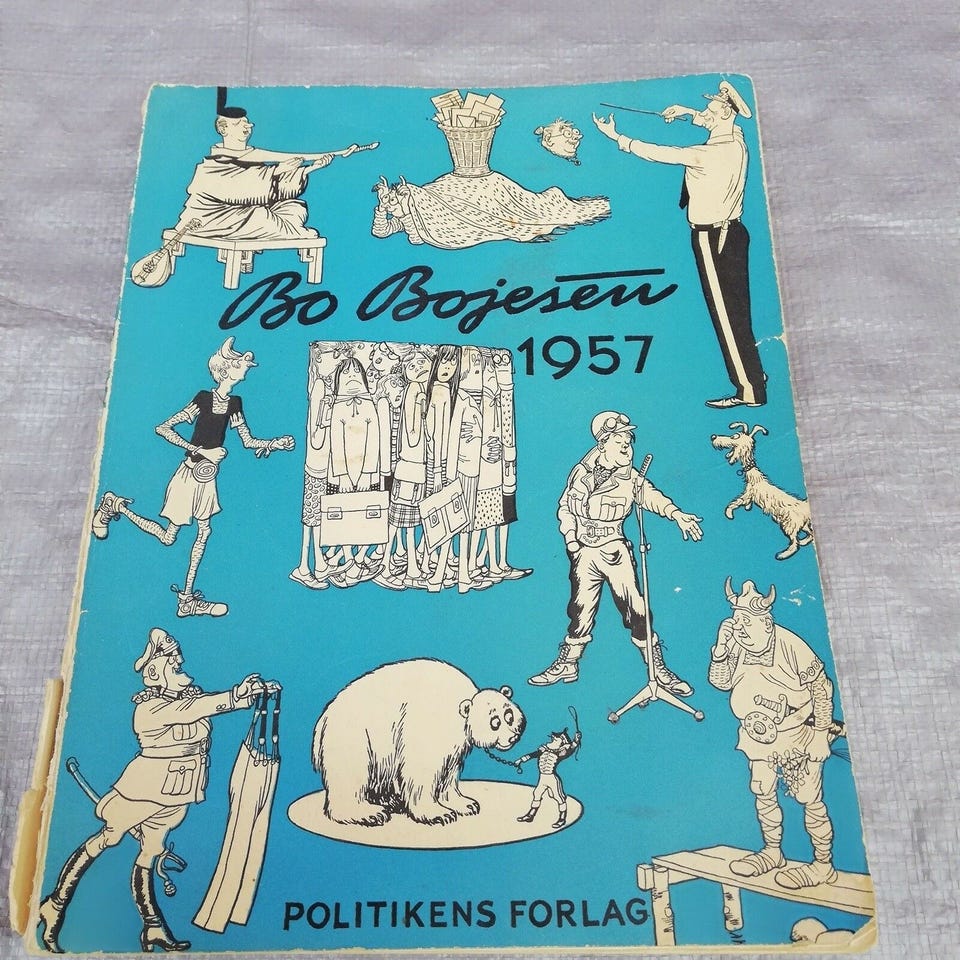 Bo Bojesen
1957
POLITIKENS FORLAG